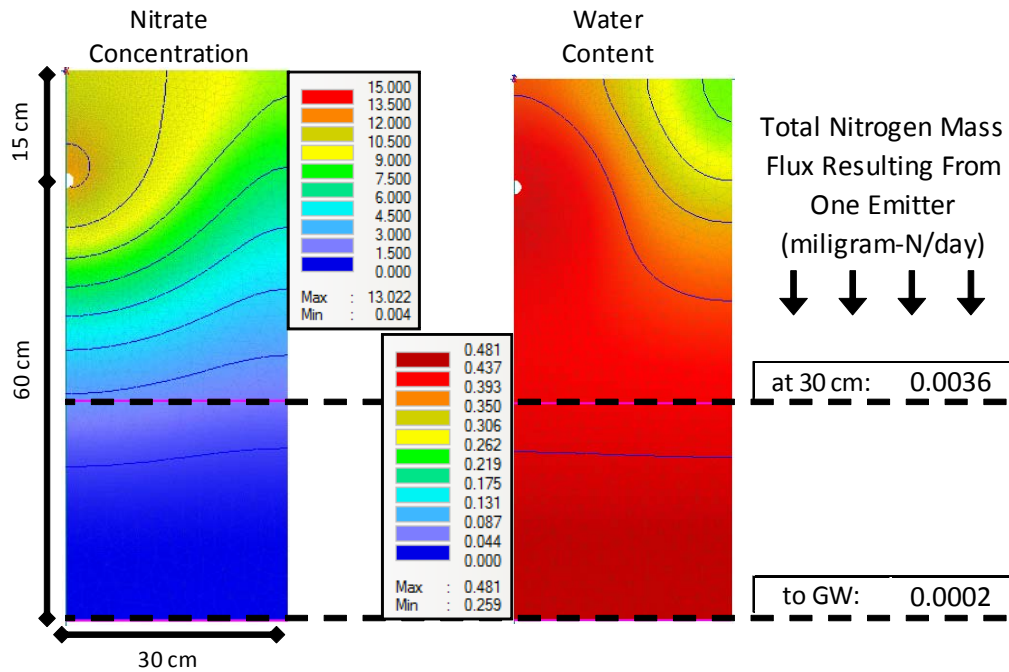 Nitrate
Concentration
Water
Content
15 cm
60 cm
30 cm
15.000
13.500
12.000
10.500
9.000
7.500
6.000
4.500
3.000
1.500
0.000
Max : 13.022
Min : 0.004
0.481
0.437
0.393
0.350
0.306
0.262
0.219
0.175
0.131
0.087
0.044
0.000
Max : 0.481
Min : 0.259
Total Nitrogen Mass
Flux Resulting From
One Emitter
(miligram-N/day)
at 30 cm: 0.0036
to GW: 0.0002